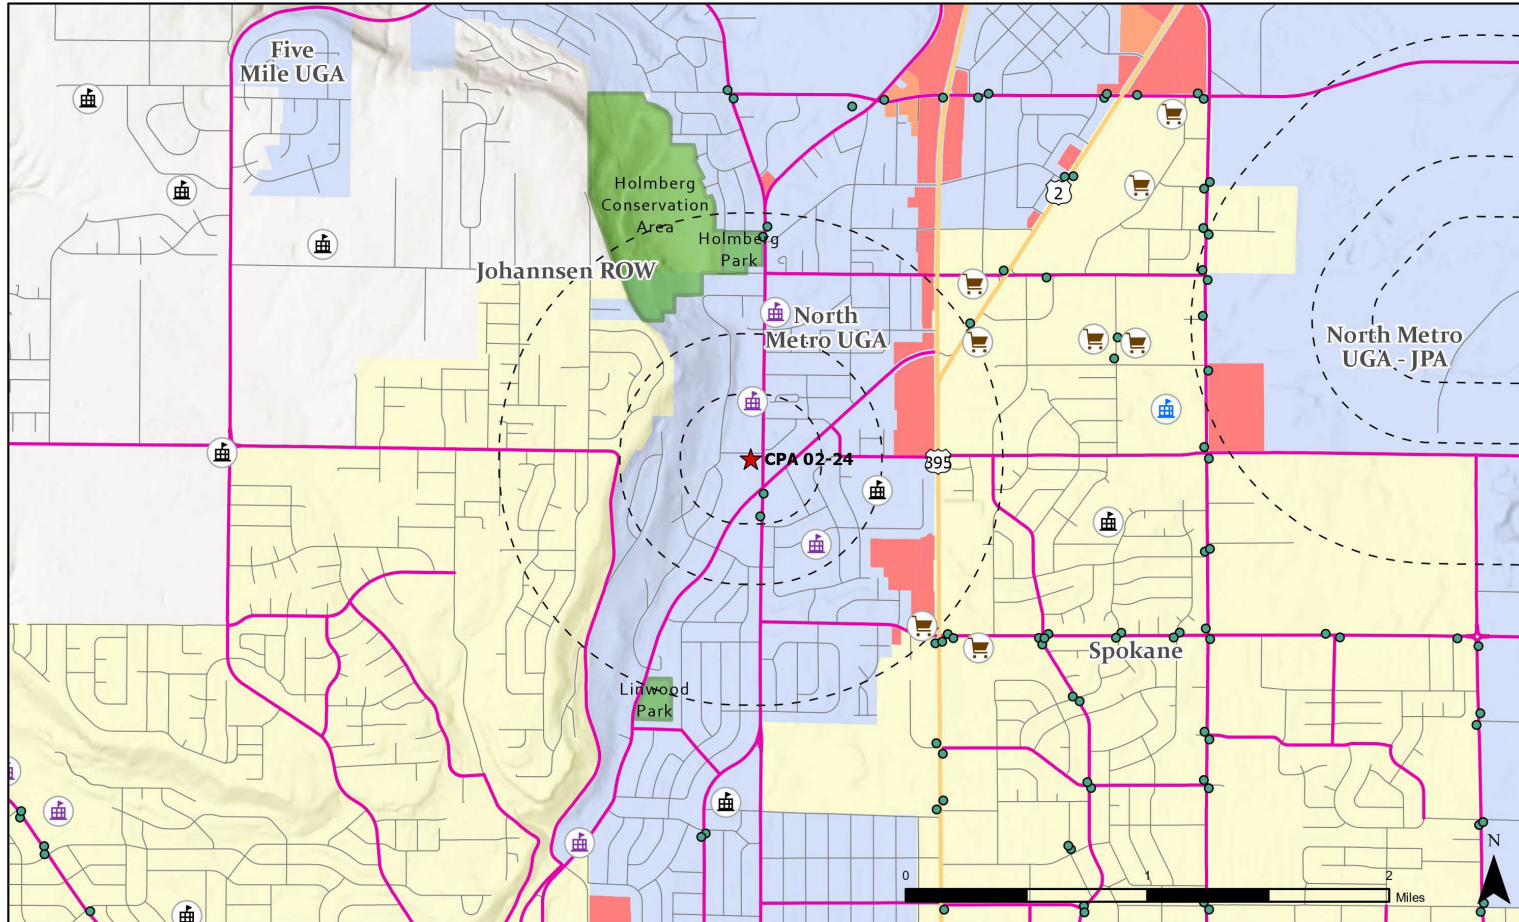 Five
Mile UGA
2
Holmberg
Conservation
Area
Holmberg
Park
Johannsen ROW
North
Metro UGA
North Metro
UGA - JPA
CPA 02-24
395
Spokane
Linwood
Park
N
0 1 2
Miles